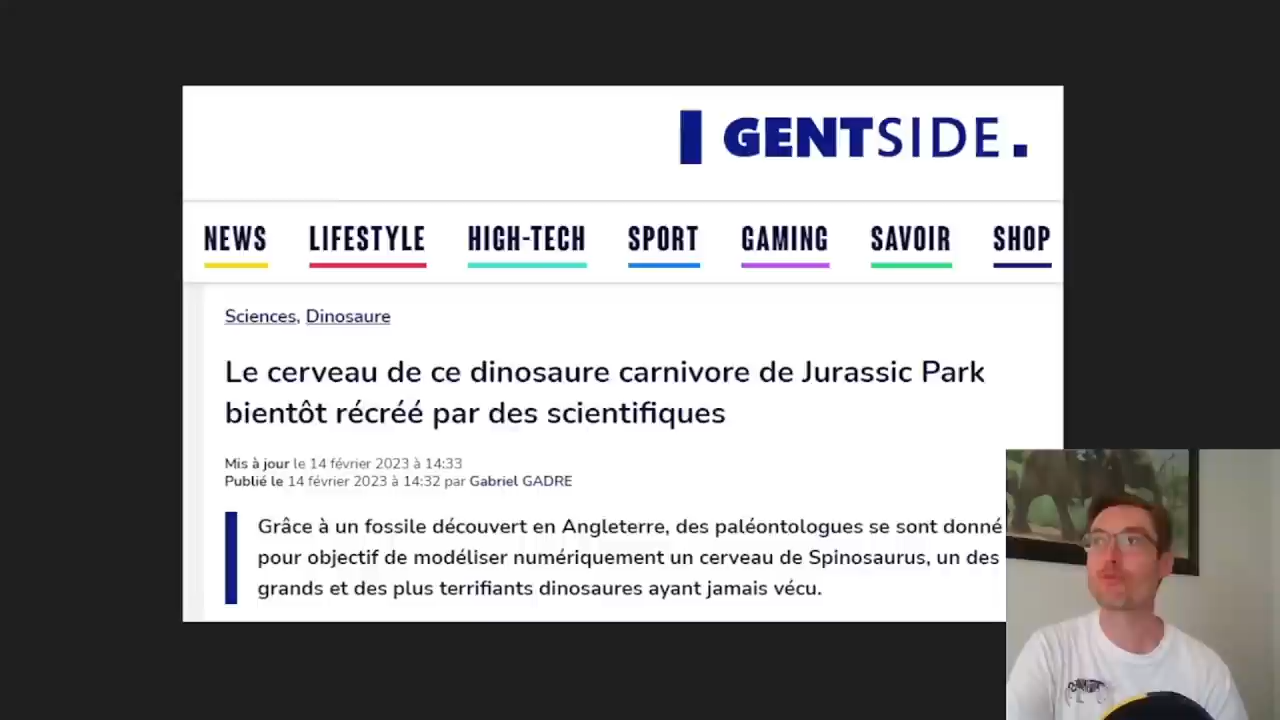 GENTSIDE.
NEWS LIFESTYLE HIGH-TECH SPORT GAMING SAVOIR SHOP
Sciences, Dinosaure
Le cerveau de ce dinosaure carnivore de Jurassic Park
bientôt récréé par des scientifiques
Mis à jour le 14 février 2023 à 14:33
Publié le 14 février 2023 à 14:32 par Gabriel GADRE
Grâce à un fossile découvert en Angleterre, des paléontologues se sont donné
pour objectif de modéliser numériquement un cerveau de Spinosaurus, un des
grands et des plus terrifiants dinosaures ayant jamais vécu.